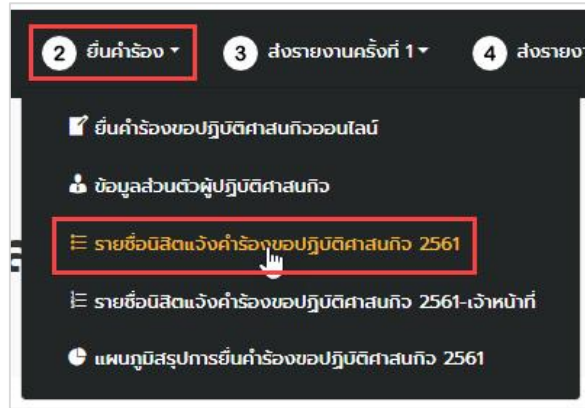 2 ยื่นคำร้อง 3 ส่งรายงานครั้งที่ 1 4
ยื่นคำร้องขอปฏิบัติศาสนกิจออนไลน์
ข้อมูลส่วนตัวผู้ปฏิบัติศาสนกิจ
รายชื่อนิสิตแจ้งคำร้องขอปฏิบัติศาสนกิจ 2561
รายชื่อนิสิตแจ้งคำร้องขอปฏิบัติศาสนกิจ 2561-เจ้าหน้าที่
แผนภูมิสรุปการยื่นคำร้องขอปฏิบัติศาสนกิจ 2561